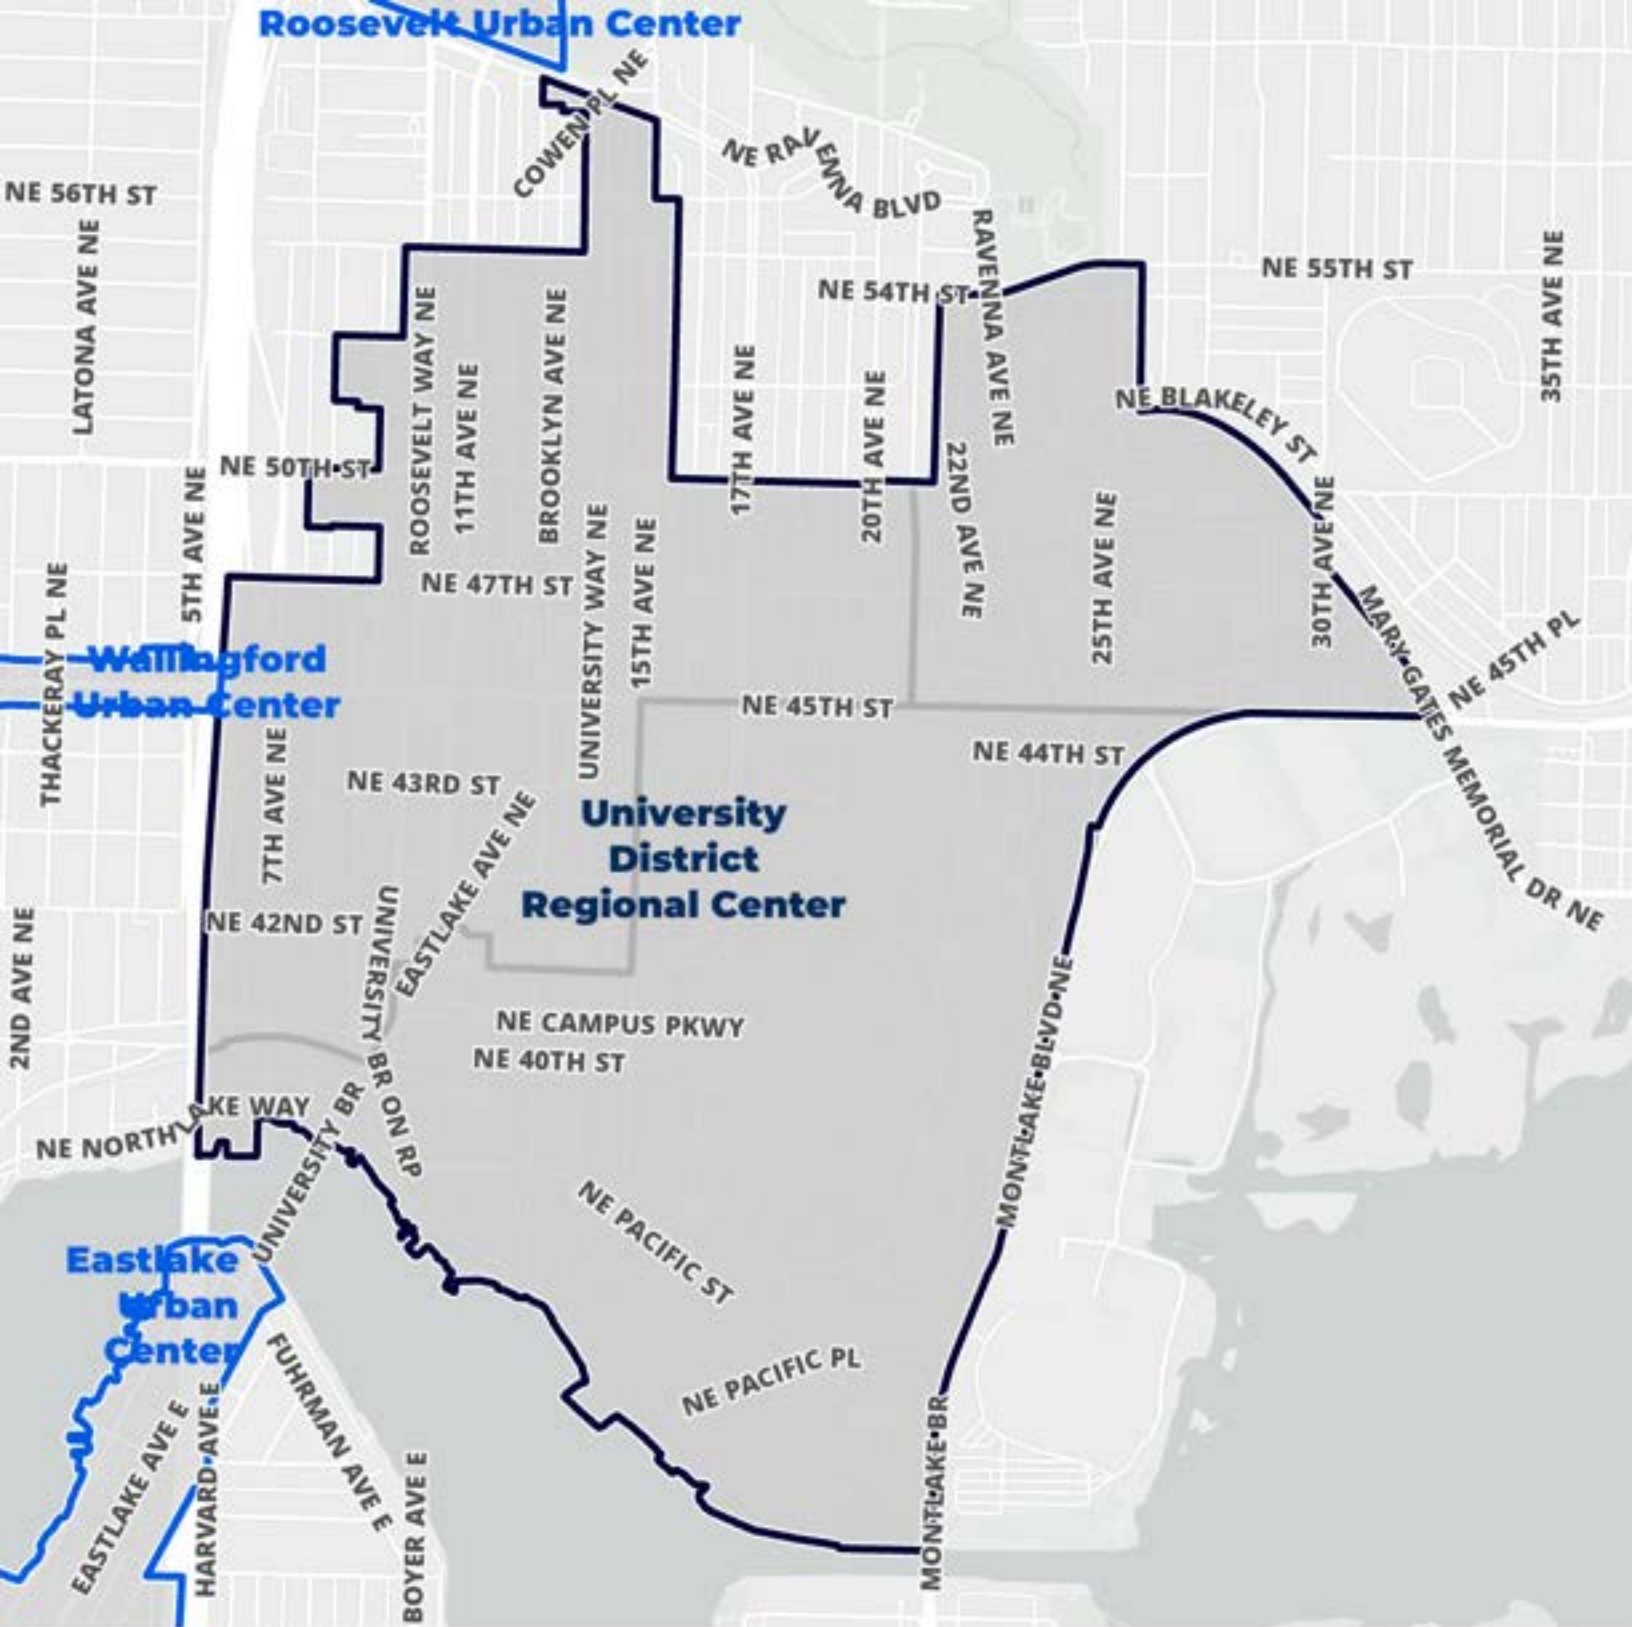 Roosevelt Urban Center
COWEN PL NE
NE RAVENNA BLVD
NE 56TH ST
LATONA AVE NE
RAVENNA AVE NE
NE 55TH ST
35TH AVE NE
NE 54TH ST
ROOSEVELT WAY NE
11TH AVE NE
BROOKLYN AVE NE
17TH AVE NE
20TH AVE NE
NE BLAKELEY ST
NE 50TH ST
5TH AVE NE
22ND AVE NE
25TH AVE NE
30TH AVE NE
UNIVERSITY WAY NE
15TH AVE NE
NE 47TH ST
THACKERAY PL NE
Wallingford
Urban Center
MARY GATES MEMORIAL DR NE
NE 45TH PL
NE 45TH ST
NE 44TH ST
7TH AVE NE
NE 43RD ST
EASTLAKE AVE NE
University
District
Regional Center
NE 42ND ST
UNIVERSITY BR ON RP
2ND AVE NE
MONTLAKE BLVD NE
NE CAMPUS PKWY
NE 40TH ST
NE NORTHLAKE WAY
UNIVERSITY BR
NE PACIFIC ST
Eastlake
Urban
Center
FUHRMAN AVE E
NE PACIFIC PL
EASTLAKE AVE E
HARVARD AVE E
BOYER AVE E
MONTLAKE BR